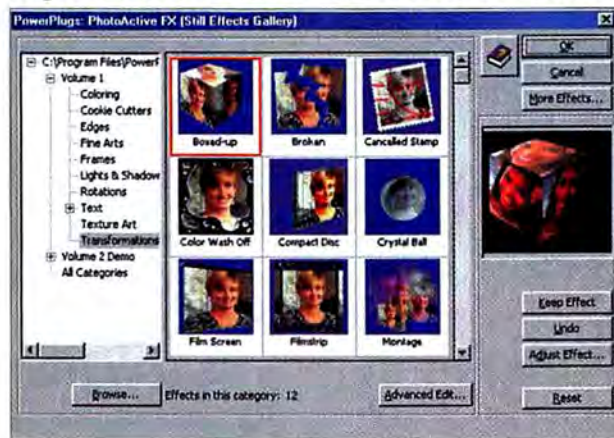 PowerPlugs: PhotoActive FX (Still Effects Gallery)
C:\Program Files\PowerP
Volume 1
Coloring
Cookie Cutters
Edges
Fine Arts
Frames
Lights & Shadow
Rotations
Text
Texture Art
Transformations
Volume 2 Demo
All Categories
Boxed-up
Broken
Cancelled Stamp
Color Wash Off
Compact Disc
Crystal Ball
Film Screen
Filmstrip
Montage
OK
Cancel
More Effects...
Keep Effect
Undo
Adjust Effect...
Browse...
Effects in this category: 12
Advanced Edit...
Reset